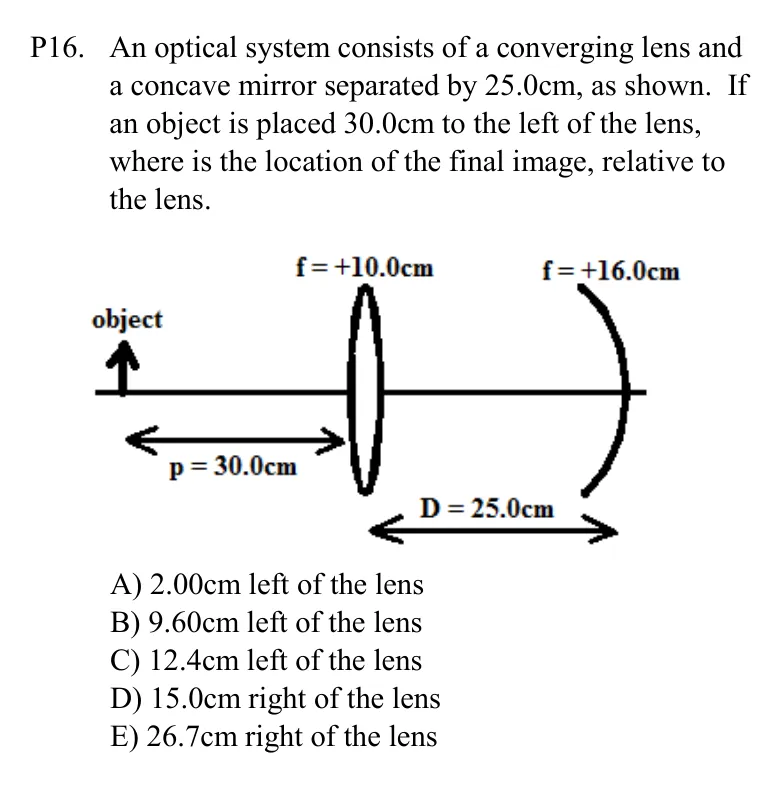 P16. An optical system consists of a converging lens and
a concave mirror separated by 25.0cm, as shown. If
an object is placed 30.0cm to the left of the lens,
where is the location of the final image, relative to
the lens.
f = +10.0cm
f = +16.0cm
object
p = 30.0cm
D = 25.0cm
A) 2.00cm left of the lens
B) 9.60cm left of the lens
C) 12.4cm left of the lens
D) 15.0cm right of the lens
E) 26.7cm right of the lens